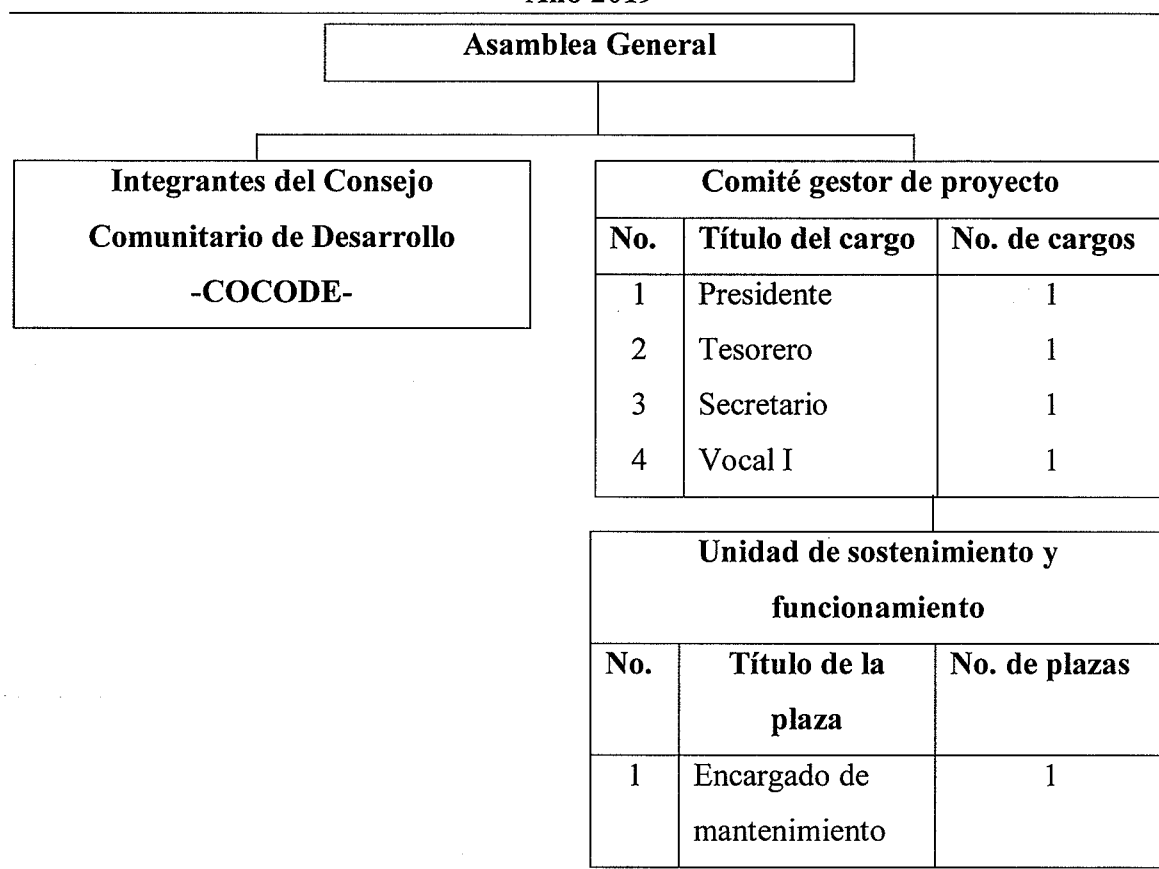 Asamblea General
Integrantes del Consejo
Comunitario de Desarrollo
-COCODE-
Comité gestor de proyecto
No. Título del cargo No. de cargos
1 Presidente 1
2 Tesorero 1
3 Secretario 1
4 Vocal I 1
Unidad de sostenimiento y
funcionamiento
No. Título de la No. de plazas
plaza
1 Encargado de 1
mantenimiento